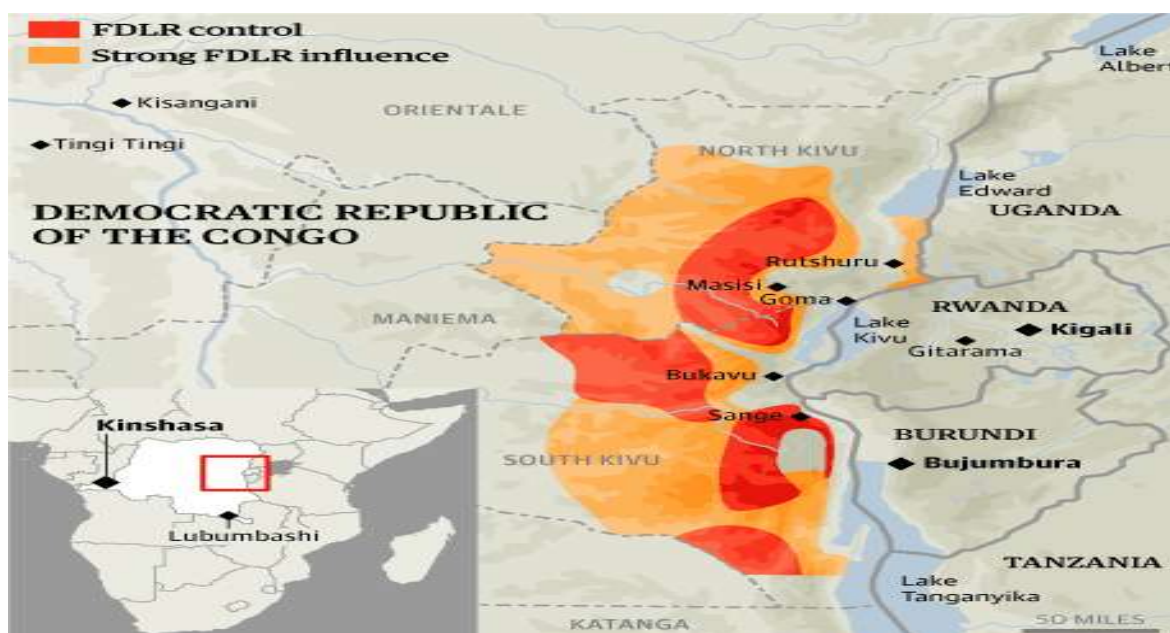 FDLR control
Strong FDLR influence
Lake
Albert
Kisangani
ORIENTALE
Tingi Tingi
NORTH KIVU
Lake
Edward
UGANDA
DEMOCRATIC REPUBLIC
OF THE CONGO
Rutshuru
Masisi
Goma
RWANDA
MANIEMA
Lake
Kivu
Kigali
Gitarama
Bukavu
Sange
Kinshasa
BURUNDI
SOUTH KIVU
Bujumbura
Lubumbashi
TANZANIA
Lake
Tanganyika
KATANGA
50 MILES